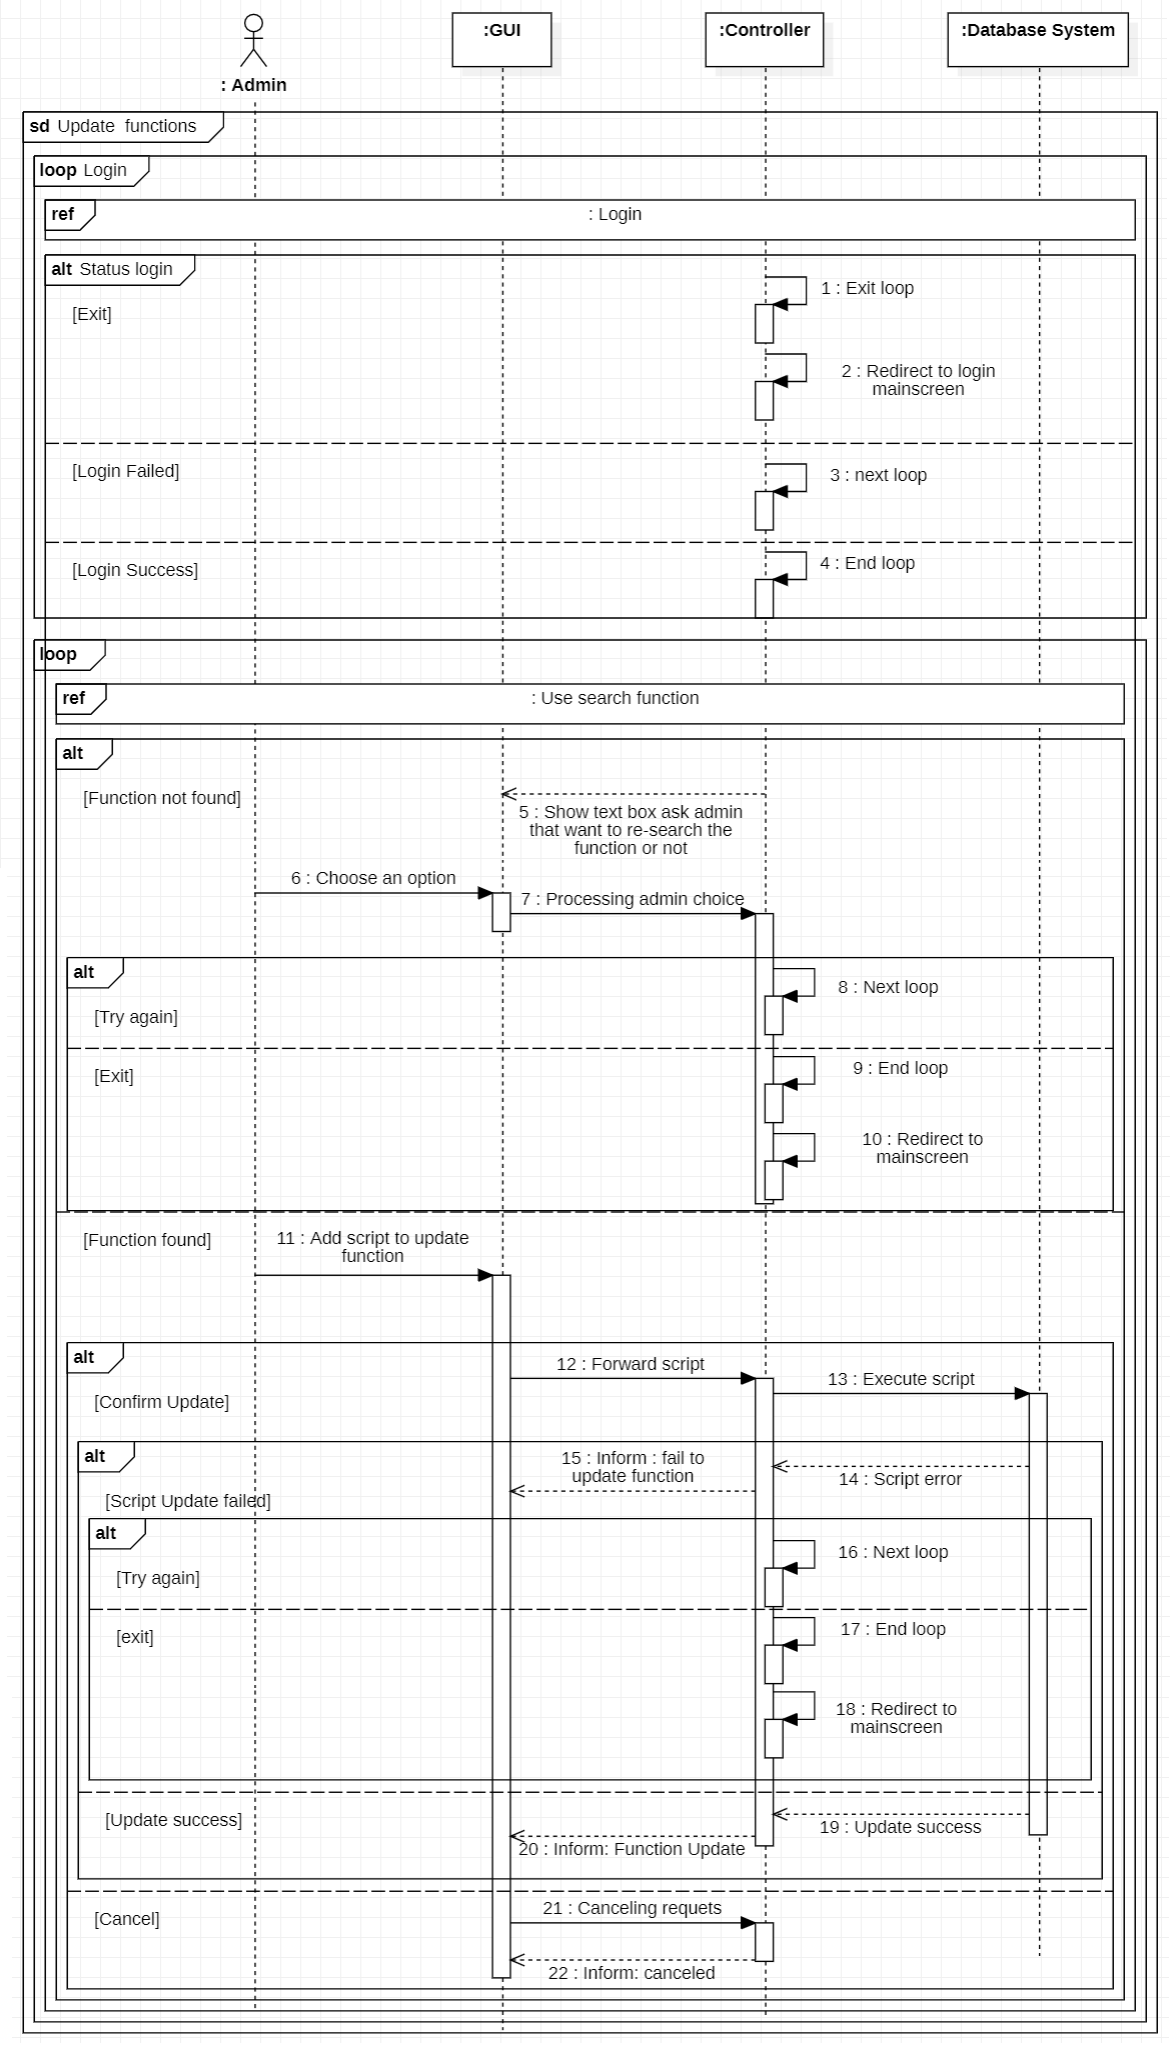 :GUI
:Controller
:Database System
: Admin
sd Update  functions
loop Login
ref
: Login
alt Status login
1 : Exit loop
[Exit]
2 : Redirect to login
mainscreen
[Login Failed]
3 : next loop
4 : End loop
[Login Success]
loop
ref
: Use search function
alt
[Function not found]
5 : Show text box ask admin
that want to re-search the
function or not
6 : Choose an option
7 : Processing admin choice
alt
8 : Next loop
[Try again]
9 : End loop
[Exit]
10 : Redirect to
mainscreen
[Function found]
11 : Add script to update
function
alt
12 : Forward script
13 : Execute script
[Confirm Update]
alt
15 : Inform : fail to
update function
14 : Script error
[Script Update failed]
alt
16 : Next loop
[Try again]
17 : End loop
[exit]
18 : Redirect to
mainscreen
[Update success]
19 : Update success
20 : Inform: Function Update
[Cancel]
21 : Canceling requets
22 : Inform: canceled